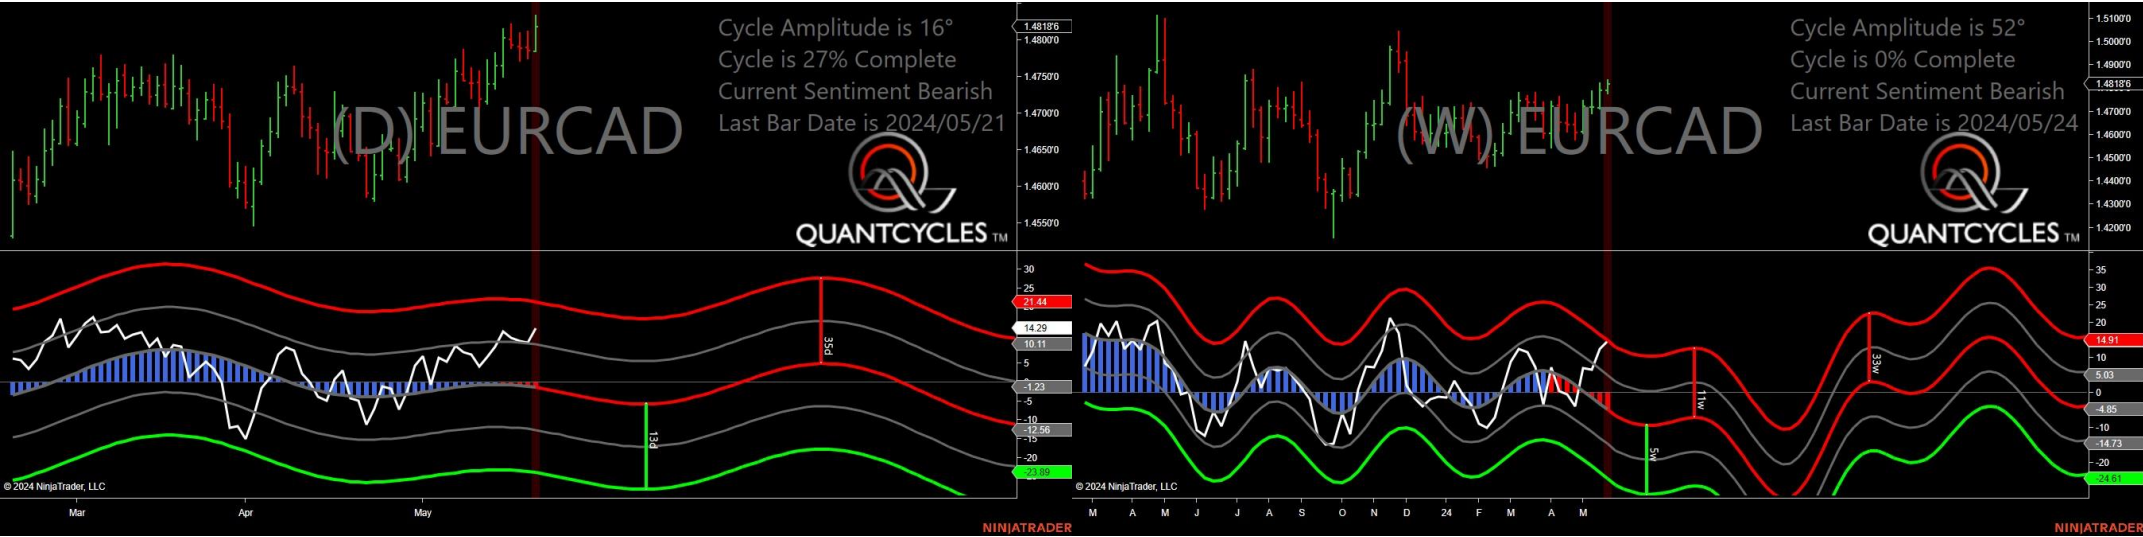 Cycle Amplitude is 16°
Cycle is 27% Complete
Current Sentiment Bearish
Last Bar Date is 2024/05/21
(D) EURCAD
QUANTCYCLES TM
1.4818'6
1.4800'0
1.4750'0
1.4700'0
1.4650'0
1.4600'0
1.4550'0
30
25
21.44
14.29
10.11
5
-1.23
-5
-12.56
-15
-20
-23.89
35d
13d
© 2024 NinjaTrader, LLC
Mar Apr May
NINJATRADER
Cycle Amplitude is 52°
Cycle is 0% Complete
Current Sentiment Bearish
Last Bar Date is 2024/05/24
(W) EURCAD
QUANTCYCLES TM
1.5100'0
1.5000'0
1.4900'0
1.4818'6
1.4700'0
1.4600'0
1.4500'0
1.4400'0
1.4300'0
1.4200'0
35
30
25
20
14.91
10
5.03
0
-4.85
-10
-14.73
-20
-24.61
11w
5w
33w
© 2024 NinjaTrader, LLC
M A M J J A S O N D 24 F M A M
NINJATRADER